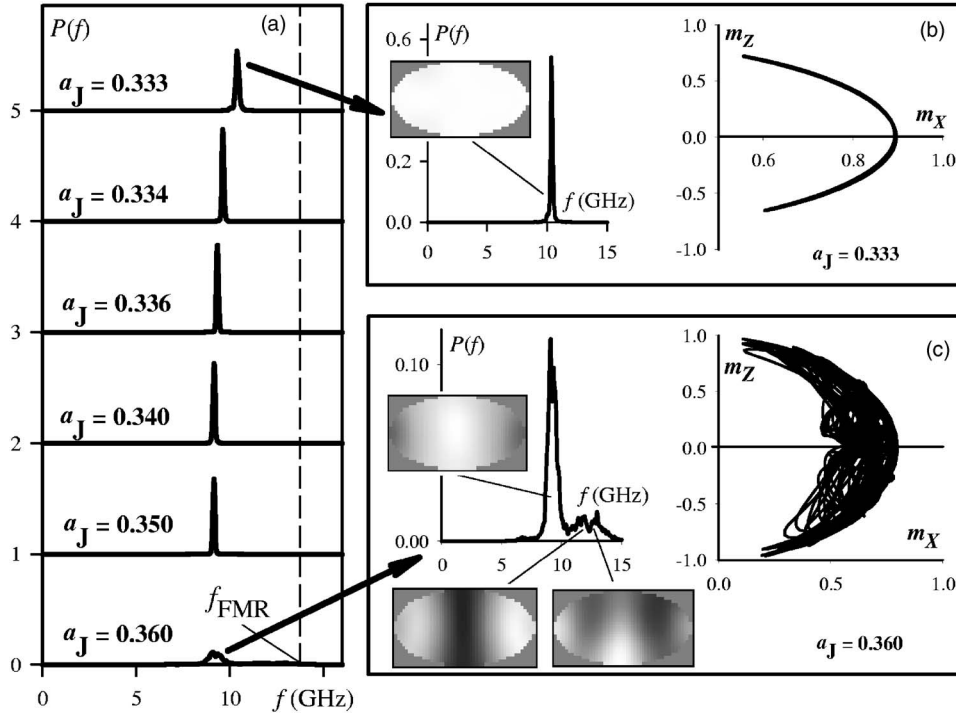 (a)
P(f)
a_J = 0.333
5
a_J = 0.334
4
a_J = 0.336
3
a_J = 0.340
2
a_J = 0.350
1
f_FMR
a_J = 0.360
0
0 5 10 f (GHz)
(b)
P(f)
0.6
0.2
0.0
f (GHz)
0 5 10 15
m_Z
1.0
0.5
0.0
-0.5
-1.0
m_X
0.6 0.8 1.0
a_J = 0.333
(c)
P(f)
0.10
0.00
f (GHz)
0 5 10 15
1.0
m_Z
0.5
0.0
-0.5
-1.0
m_X
0.5 1.0
a_J = 0.360